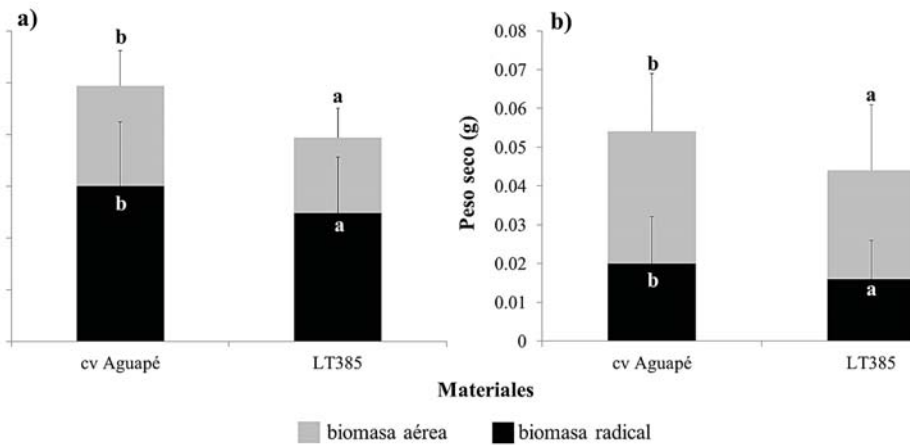 a)
b
b
a
a
cv Aguapé
LT385
b)
Peso seco (g)
0.08
0.07
0.06
0.05
0.04
0.03
0.02
0.01
0
b
b
a
a
cv Aguapé
LT385
Materiales
biomasa aérea
biomasa radical